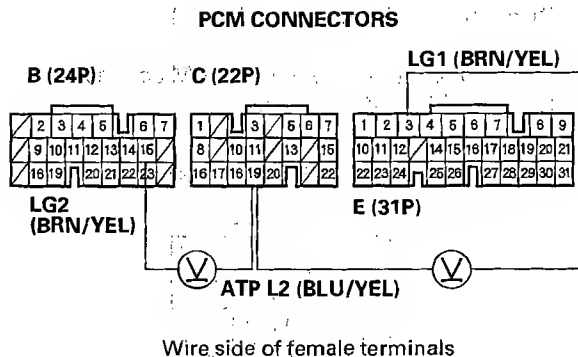 PCM CONNECTORS
B (24P) C (22P) LG1 (BRN/YEL)
2 3 4 5 6 7
9 10 11 12 13 14 15
16 19 20 21 22 23
1 3 5 6 7
8 10 11 13 15
16 17 18 19 20 22
1 2 3 4 5 6 7 8 9
10 11 12 14 15 16 17 18 19 20 21
22 23 24 25 26 27 28 29 30 31
LG2
(BRN/YEL)
E (31P)
V V
ATP L2 (BLU/YEL)
Wire side of female terminals